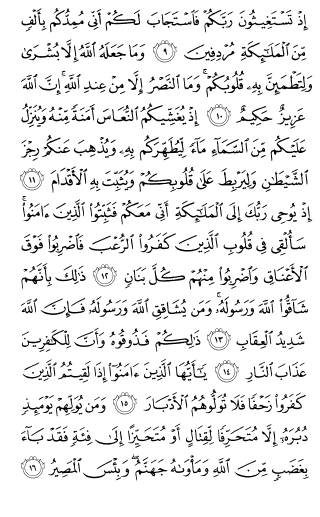 إِذْ تَسْتَغِيثُونَ رَبَّكُمْ فَٱسْتَجَابَ لَكُمْ أَنِّى مُمِدُّكُم بِأَلْفٍ
مِّنَ ٱلْمَلَٰٓئِكَةِ مُرْدِفِينَ ٩ وَمَا جَعَلَهُ ٱللَّهُ إِلَّا بُشْرَىٰ
وَلِتَطْمَئِنَّ بِهِۦ قُلُوبُكُمْ ۚ وَمَا ٱلنَّصْرُ إِلَّا مِنْ عِندِ ٱللَّهِ ۚ إِنَّ ٱللَّهَ
عَزِيزٌ حَكِيمٌ ١٠ إِذْ يُغَشِّيكُمُ ٱلنُّعَاسَ أَمَنَةً مِّنْهُ وَيُنَزِّلُ
عَلَيْكُم مِّنَ ٱلسَّمَآءِ مَآءً لِّيُطَهِّرَكُم بِهِۦ وَيُذْهِبَ عَنكُمْ رِجْزَ
ٱلشَّيْطَٰنِ وَلِيَرْبِطَ عَلَىٰ قُلُوبِكُمْ وَيُثَبِّتَ بِهِ ٱلْأَقْدَامَ ١١
إِذْ يُوحِى رَبُّكَ إِلَى ٱلْمَلَٰٓئِكَةِ أَنِّى مَعَكُمْ فَثَبِّتُوا۟ ٱلَّذِينَ ءَامَنُوا۟ ۚ
سَأُلْقِى فِى قُلُوبِ ٱلَّذِينَ كَفَرُوا۟ ٱلرُّعْبَ فَٱضْرِبُوا۟ فَوْقَ
ٱلْأَعْنَاقِ وَٱضْرِبُوا۟ مِنْهُمْ كُلَّ بَنَانٍ ١٢ ذَٰلِكَ بِأَنَّهُمْ
شَآقُّوا۟ ٱللَّهَ وَرَسُولَهُۥ ۚ وَمَن يُشَاقِقِ ٱللَّهَ وَرَسُولَهُۥ فَإِنَّ ٱللَّهَ
شَدِيدُ ٱلْعِقَابِ ١٣ ذَٰلِكُمْ فَذُوقُوهُ وَأَنَّ لِلْكَٰفِرِينَ
عَذَابَ ٱلنَّارِ ١٤ يَٰٓأَيُّهَا ٱلَّذِينَ ءَامَنُوٓا۟ إِذَا لَقِيتُمُ ٱلَّذِينَ
كَفَرُوا۟ زَحْفًا فَلَا تُوَلُّوهُمُ ٱلْأَدْبَارَ ١٥ وَمَن يُوَلِّهِمْ يَوْمَئِذٍ
دُبُرَهُۥٓ إِلَّا مُتَحَرِّفًا لِّقِتَالٍ أَوْ مُتَحَيِّزًا إِلَىٰ فِئَةٍ فَقَدْ بَآءَ
بِغَضَبٍ مِّنَ ٱللَّهِ وَمَأْوَىٰهُ جَهَنَّمُ ۖ وَبِئْسَ ٱلْمَصِيرُ ١٦